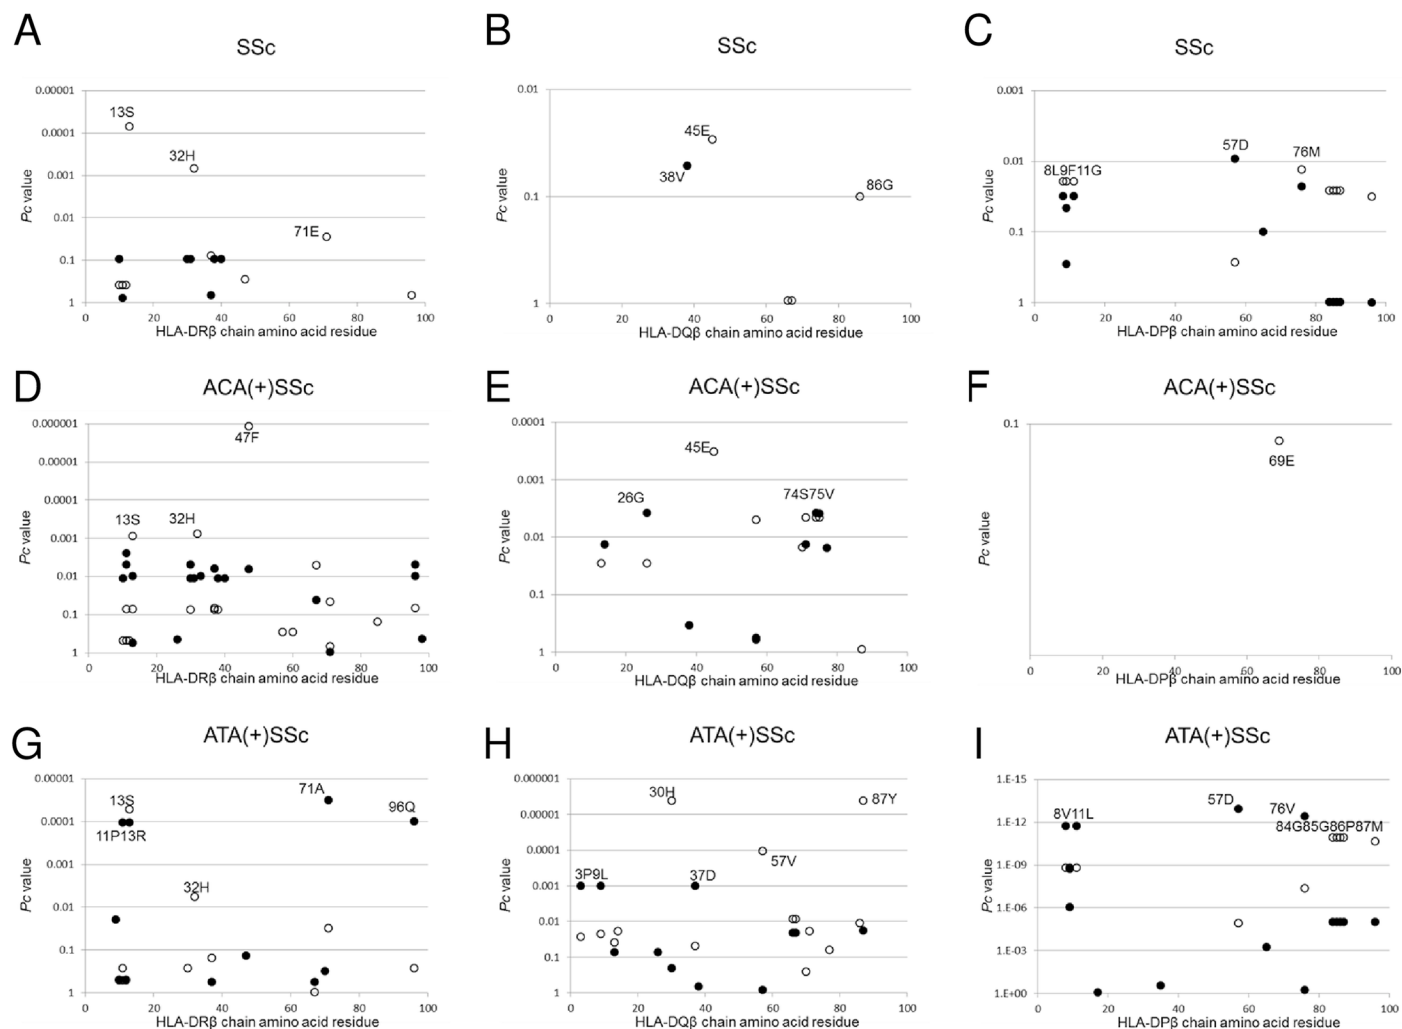 A
SSc
0.00001
0.0001
0.001
0.01
0.1
1
Pc value
13S
32H
71E
0 20 40 60 80 100
HLA-DRβ chain amino acid residue
B
SSc
0.01
0.1
1
Pc value
45E
38V
86G
0 20 40 60 80 100
HLA-DQβ chain amino acid residue
C
SSc
0.001
0.01
0.1
1
Pc value
8L9F11G
57D
76M
0 20 40 60 80 100
HLA-DPβ chain amino acid residue
D
ACA(+)SSc
0.000001
0.00001
0.0001
0.001
0.01
0.1
1
Pc value
47F
13S
32H
0 20 40 60 80 100
HLA-DRβ chain amino acid residue
E
ACA(+)SSc
0.0001
0.001
0.01
0.1
1
Pc value
45E
26G
74S75V
0 20 40 60 80 100
HLA-DQβ chain amino acid residue
F
ACA(+)SSc
0.1
Pc value
69E
0 20 40 60 80 100
HLA-DPβ chain amino acid residue
G
ATA(+)SSc
0.00001
0.0001
0.001
0.01
0.1
1
Pc value
13S
11P13R
71A
96Q
32H
0 20 40 60 80 100
HLA-DRβ chain amino acid residue
H
ATA(+)SSc
0.000001
0.00001
0.0001
0.001
0.01
0.1
1
Pc value
30H
87Y
57V
3P9L
37D
0 20 40 60 80 100
HLA-DQβ chain amino acid residue
I
ATA(+)SSc
1.E-15
1.E-12
1.E-09
1.E-06
1.E-03
1.E+00
Pc value
8V11L
57D
76V
84G85G86P87M
0 20 40 60 80 100
HLA-DPβ chain amino acid residue